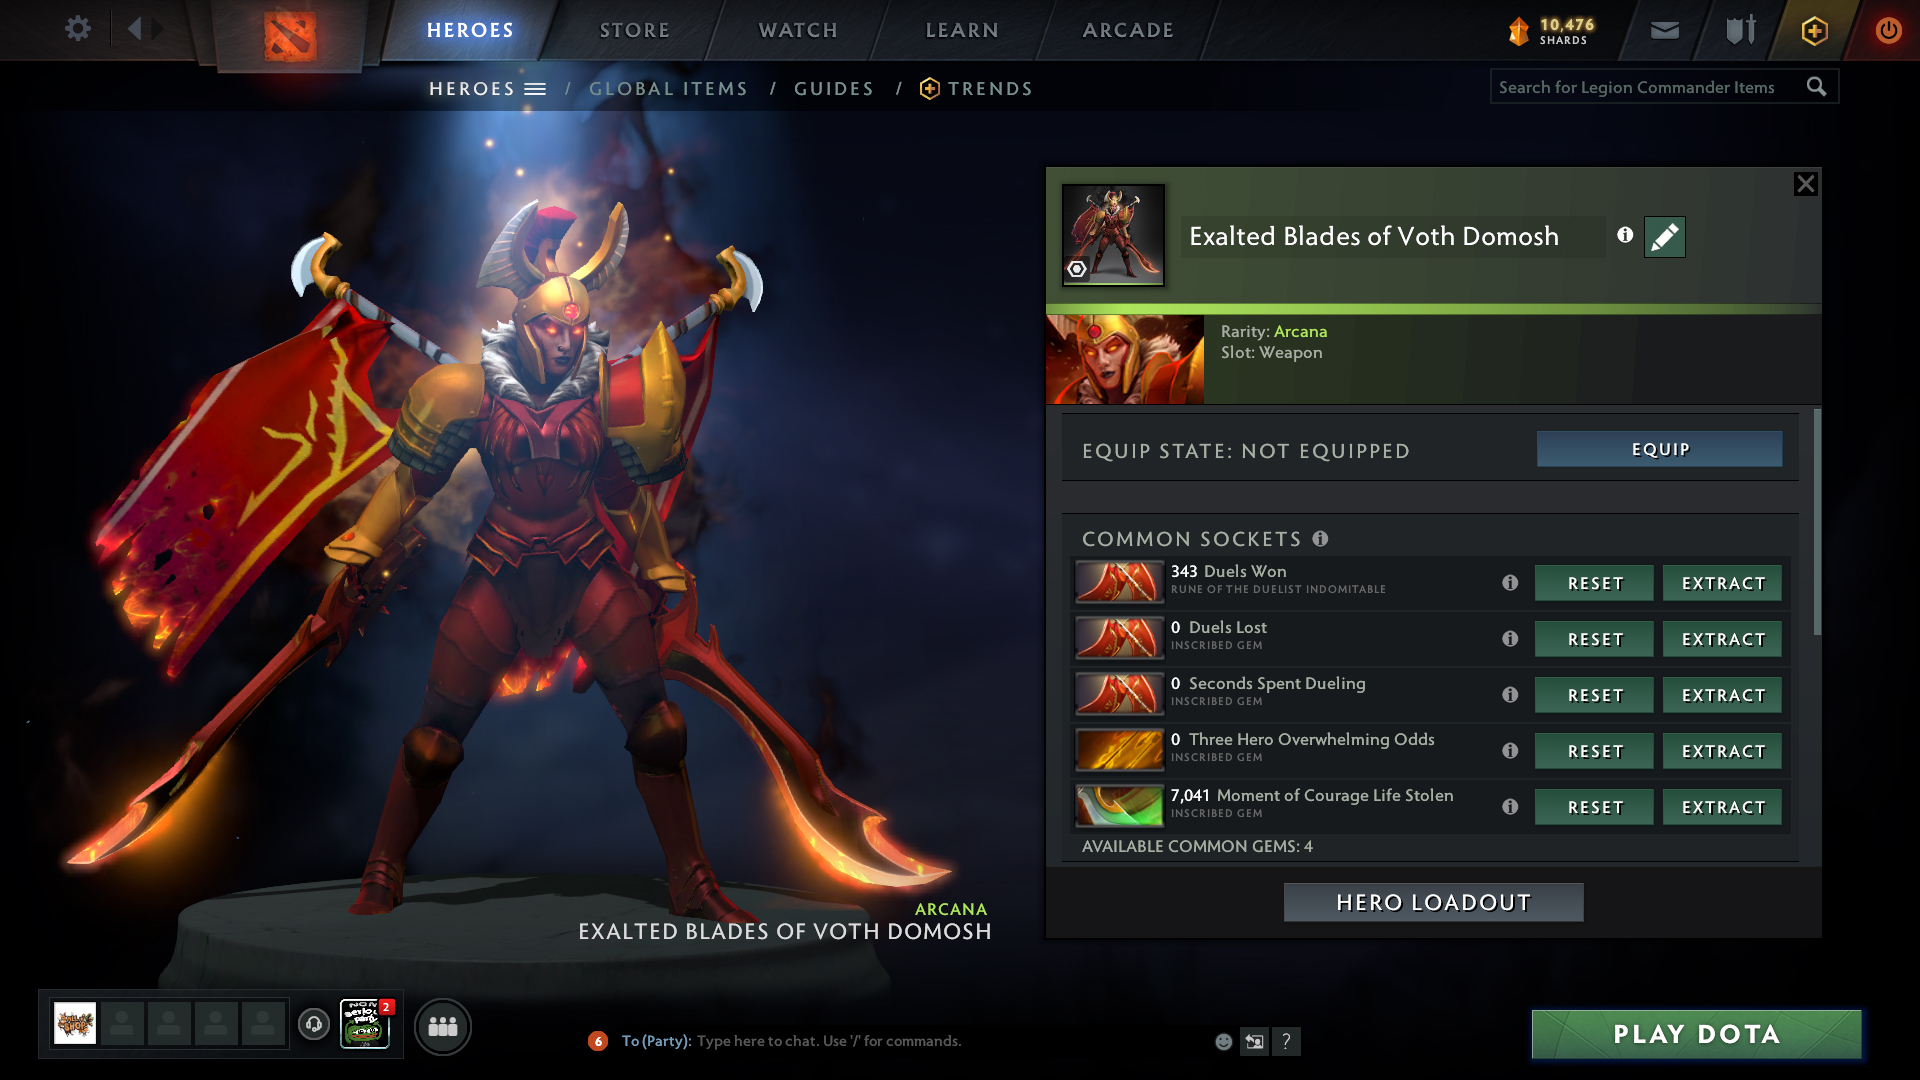 HEROES
STORE
WATCH
LEARN
ARCADE
10,476
SHARDS
HEROES / GLOBAL ITEMS / GUIDES / TRENDS
Search for Legion Commander Items
Exalted Blades of Voth Domosh
Rarity: Arcana
Slot: Weapon
EQUIP STATE: NOT EQUIPPED
EQUIP
COMMON SOCKETS
343 Duels Won
RUNE OF THE DUELIST INDOMITABLE
RESET EXTRACT
0 Duels Lost
INSCRIBED GEM
RESET EXTRACT
0 Seconds Spent Dueling
INSCRIBED GEM
RESET EXTRACT
0 Three Hero Overwhelming Odds
INSCRIBED GEM
RESET EXTRACT
7,041 Moment of Courage Life Stolen
INSCRIBED GEM
RESET EXTRACT
AVAILABLE COMMON GEMS: 4
HERO LOADOUT
ARCANA
EXALTED BLADES OF VOTH DOMOSH
2
6 To (Party): Type here to chat. Use '/' for commands.
?
PLAY DOTA